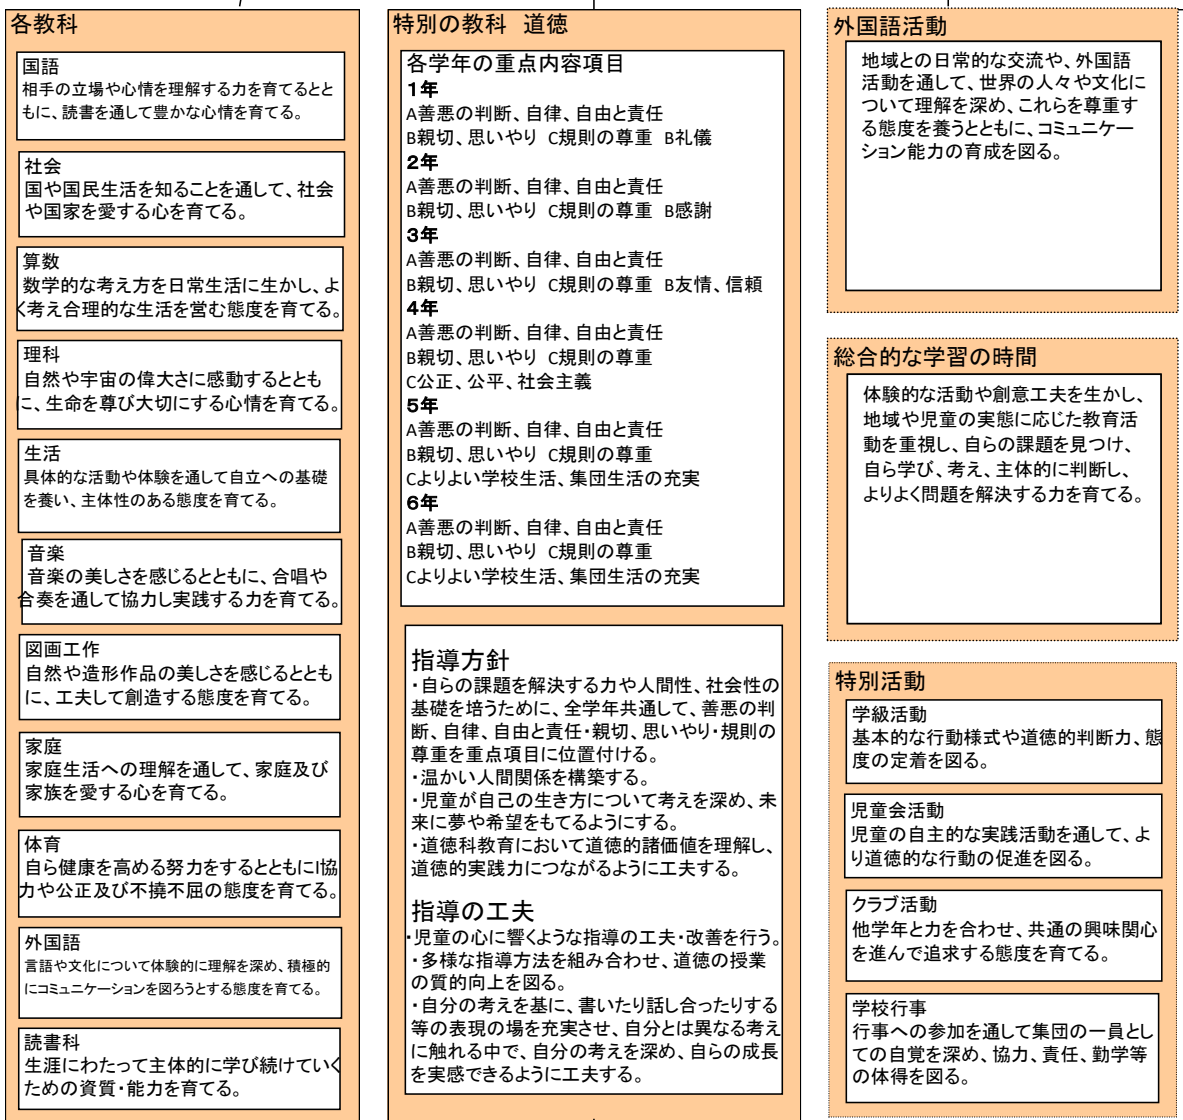 各教科
国語
相手の立場や心情を理解する力を育てるとと
もに、読書を通して豊かな心情を育てる。
社会
国や国民生活を知ることを通して、社会
や国家を愛する心を育てる。
算数
数学的な考え方を日常生活に生かし、よ
く考え合理的な生活を営む態度を育てる。
理科
自然や宇宙の偉大さに感動するととも
に、生命を尊び大切にする心情を育てる。
生活
具体的な活動や体験を通して自立への基礎
を養い、主体性のある態度を育てる。
音楽
音楽の美しさを感じるとともに、合唱や
合奏を通して協力し実践する力を育てる。
図画工作
自然や造形作品の美しさを感じるととも
に、工夫して創造する態度を育てる。
家庭
家庭生活への理解を通して、家庭及び
家族を愛する心を育てる。
体育
自ら健康を高める努力をするとともにl協
力や公正及び不撓不屈の態度を育てる。
外国語
言語や文化について体験的に理解を深め、積極的
にコミュニケーションを図ろうとする態度を育てる。
読書科
生涯にわたって主体的に学び続けていく
ための資質・能力を育てる。
特別の教科 道徳
各学年の重点内容項目
1年
A善悪の判断、自律、自由と責任
B親切、思いやり C規則の尊重 B礼儀
2年
A善悪の判断、自律、自由と責任
B親切、思いやり C規則の尊重 B感謝
3年
A善悪の判断、自律、自由と責任
B親切、思いやり C規則の尊重 B友情、信頼
4年
A善悪の判断、自律、自由と責任
B親切、思いやり C規則の尊重
C公正、公平、社会主義
5年
A善悪の判断、自律、自由と責任
B親切、思いやり C規則の尊重
Cよりよい学校生活、集団生活の充実
6年
A善悪の判断、自律、自由と責任
B親切、思いやり C規則の尊重
Cよりよい学校生活、集団生活の充実
指導方針
・自らの課題を解決する力や人間性、社会性の
基礎を培うために、全学年共通して、善悪の判
断、自律、自由と責任・親切、思いやり・規則の
尊重を重点項目に位置付ける。
・温かい人間関係を構築する。
・児童が自己の生き方について考えを深め、未
来に夢や希望をもてるようにする。
・道徳科教育において道徳的諸価値を理解し、
道徳的実践力につながるように工夫する。
指導の工夫
・児童の心に響くような指導の工夫・改善を行う。
・多様な指導方法を組み合わせ、道徳の授業
の質的向上を図る。
・自分の考えを基に、書いたり話し合ったりする
等の表現の場を充実させ、自分とは異なる考え
に触れる中で、自分の考えを深め、自らの成長
を実感できるように工夫する。
外国語活動
地域との日常的な交流や、外国語
活動を通して、世界の人々や文化に
ついて理解を深め、これらを尊重す
る態度を養うとともに、コミュニケー
ション能力の育成を図る。
総合的な学習の時間
体験的な活動や創意工夫を生かし、
地域や児童の実態に応じた教育活
動を重視し、自らの課題を見つけ、
自ら学び、考え、主体的に判断し、
よりよく問題を解決する力を育てる。
特別活動
学級活動
基本的な行動様式や道徳的判断力、態
度の定着を図る。
児童会活動
児童の自主的な実践活動を通して、よ
り道徳的な行動の促進を図る。
クラブ活動
他学年と力を合わせ、共通の興味関心
を進んで追求する態度を育てる。
学校行事
行事への参加を通して集団の一員とし
ての自覚を深め、協力、責任、勤学等
の体得を図る。